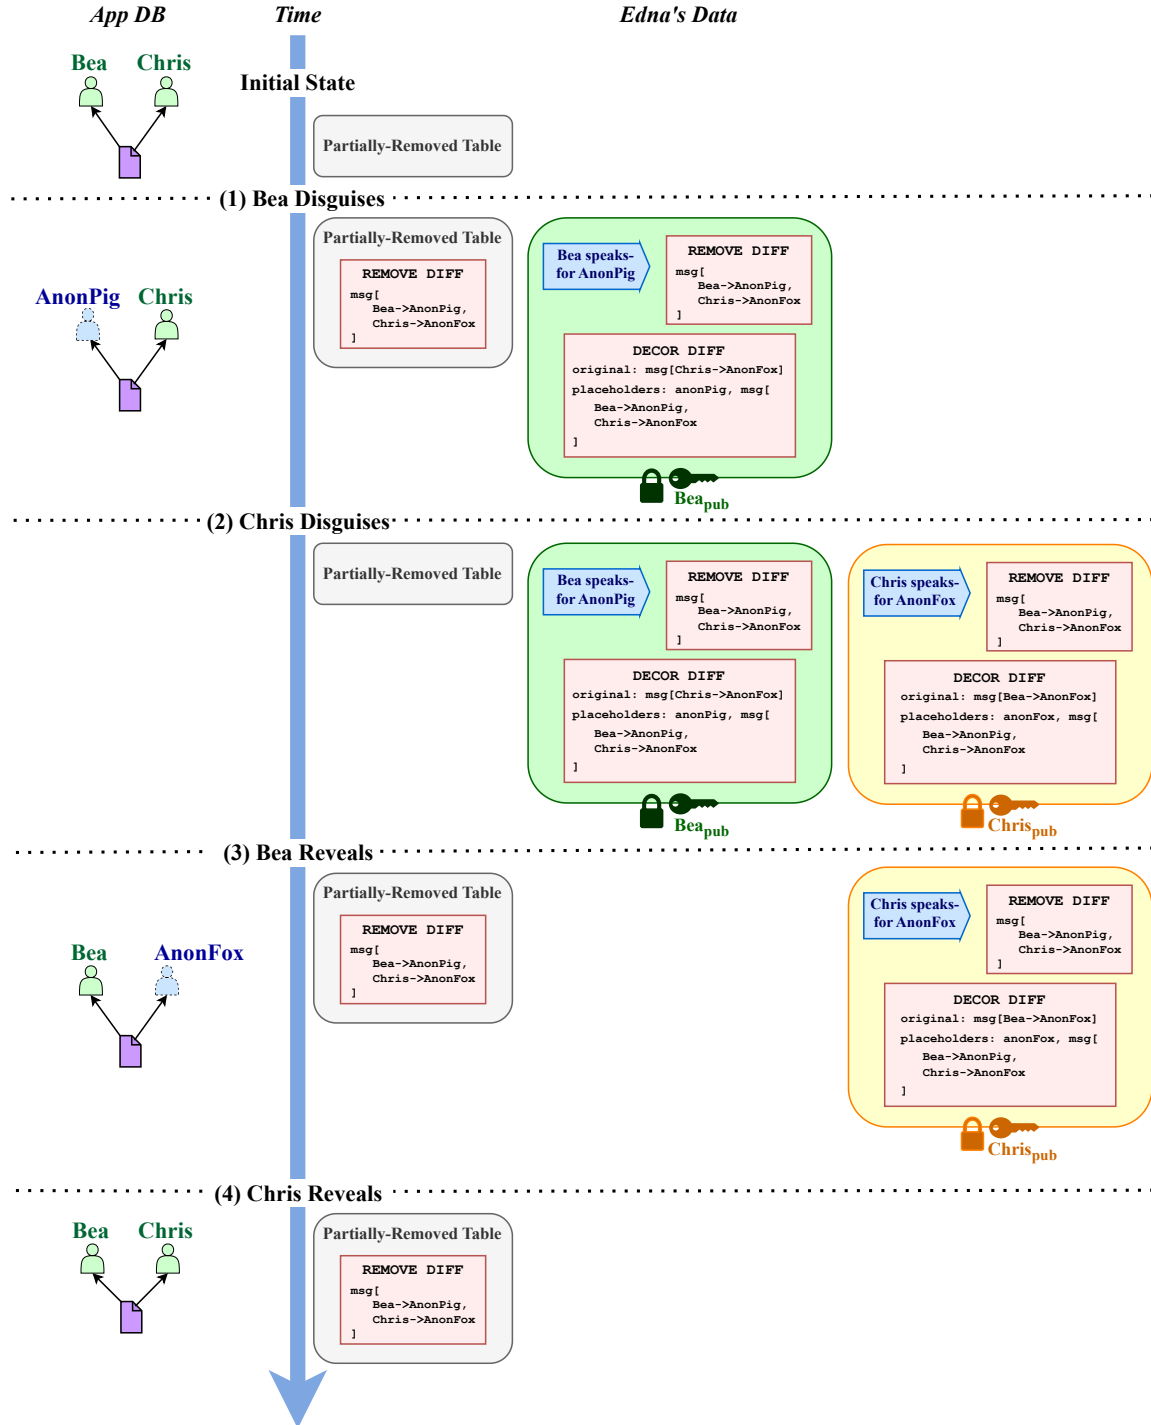 App DB
Time
Edna's Data
Bea
Chris
Initial State
Partially-Removed Table
(1) Bea Disguises
AnonPig
Chris
Partially-Removed Table
REMOVE DIFF
msg[
Bea->AnonPig,
Chris->AnonFox
]
Bea speaks-
for AnonPig
REMOVE DIFF
msg[
Bea->AnonPig,
Chris->AnonFox
]
DECOR DIFF
original: msg[Chris->AnonFox]
placeholders: anonPig, msg[
Bea->AnonPig,
Chris->AnonFox
]
Beapub
(2) Chris Disguises
Partially-Removed Table
Bea speaks-
for AnonPig
REMOVE DIFF
msg[
Bea->AnonPig,
Chris->AnonFox
]
DECOR DIFF
original: msg[Chris->AnonFox]
placeholders: anonPig, msg[
Bea->AnonPig,
Chris->AnonFox
]
Beapub
Chris speaks-
for AnonFox
REMOVE DIFF
msg[
Bea->AnonPig,
Chris->AnonFox
]
DECOR DIFF
original: msg[Bea->AnonFox]
placeholders: anonFox, msg[
Bea->AnonPig,
Chris->AnonFox
]
Chrispub
(3) Bea Reveals
Bea
AnonFox
Partially-Removed Table
REMOVE DIFF
msg[
Bea->AnonPig,
Chris->AnonFox
]
Chris speaks-
for AnonFox
REMOVE DIFF
msg[
Bea->AnonPig,
Chris->AnonFox
]
DECOR DIFF
original: msg[Bea->AnonFox]
placeholders: anonFox, msg[
Bea->AnonPig,
Chris->AnonFox
]
Chrispub
(4) Chris Reveals
Bea
Chris
Partially-Removed Table
REMOVE DIFF
msg[
Bea->AnonPig,
Chris->AnonFox
]